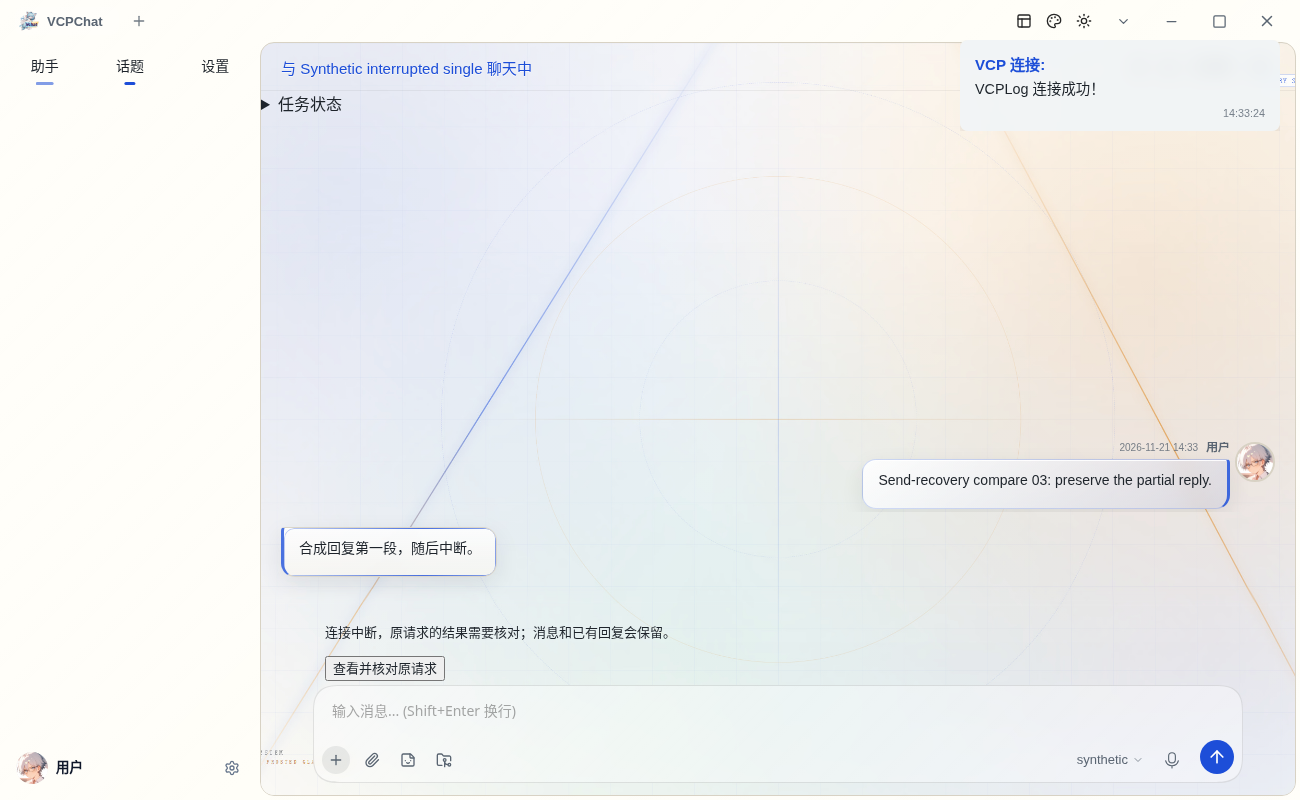 VCPChat
助手
话题
设置
与 Synthetic interrupted single 聊天中
VCP 连接:
VCPLog 连接成功！
14:33:24
任务状态
2026-11-21 14:33 用户
Send-recovery compare 03: preserve the partial reply.
合成回复第一段，随后中断。
连接中断，原请求的结果需要核对；消息和已有回复会保留。
查看并核对原请求
输入消息... (Shift+Enter 换行)
synthetic
用户